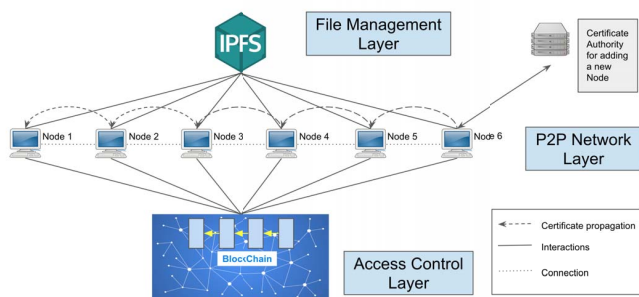 IPFS
File Management
Layer
Certificate
Authority
for adding
a new
Node
Node 1
Node 2
Node 3
Node 4
Node 5
Node 6
P2P Network
Layer
BlockChain
Access Control
Layer
Certificate propagation
Interactions
Connection